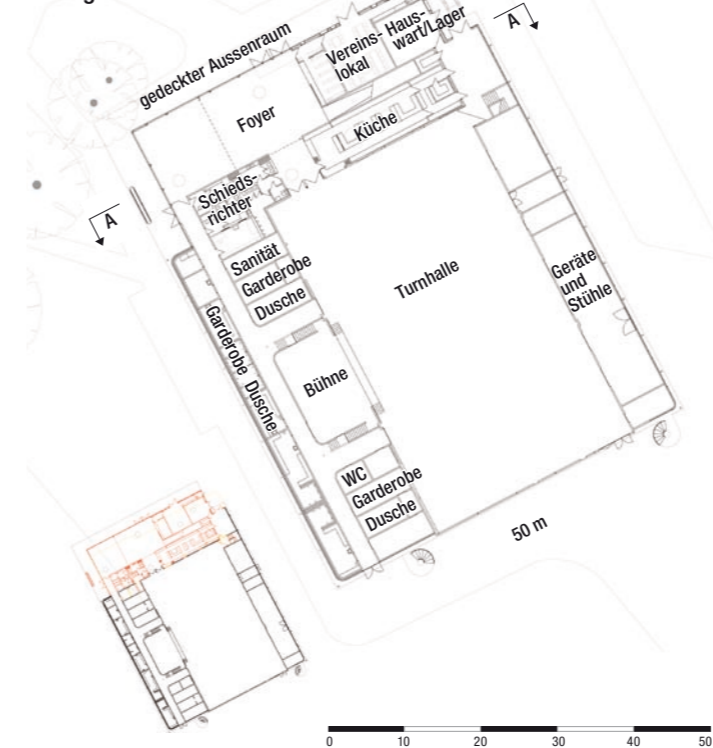 g
gedeckter Aussenraum
Vereins-
lokal
Haus-
wart/Lager
A
Foyer
Küche
Schieds-
richter
A
Sanität
Garderobe
Dusche
Turnhalle
Geräte
und
Stühle
Garderobe Dusche
Bühne
WC
Garderobe
Dusche
50 m
0 10 20 30 40 50